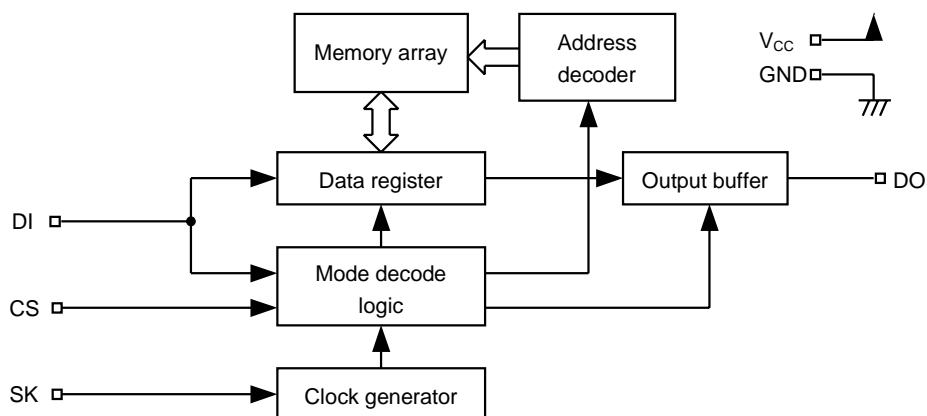 Memory array
Address
decoder
VCC
GND
Data register
Output buffer
DO
DI
Mode decode
logic
CS
SK
Clock generator